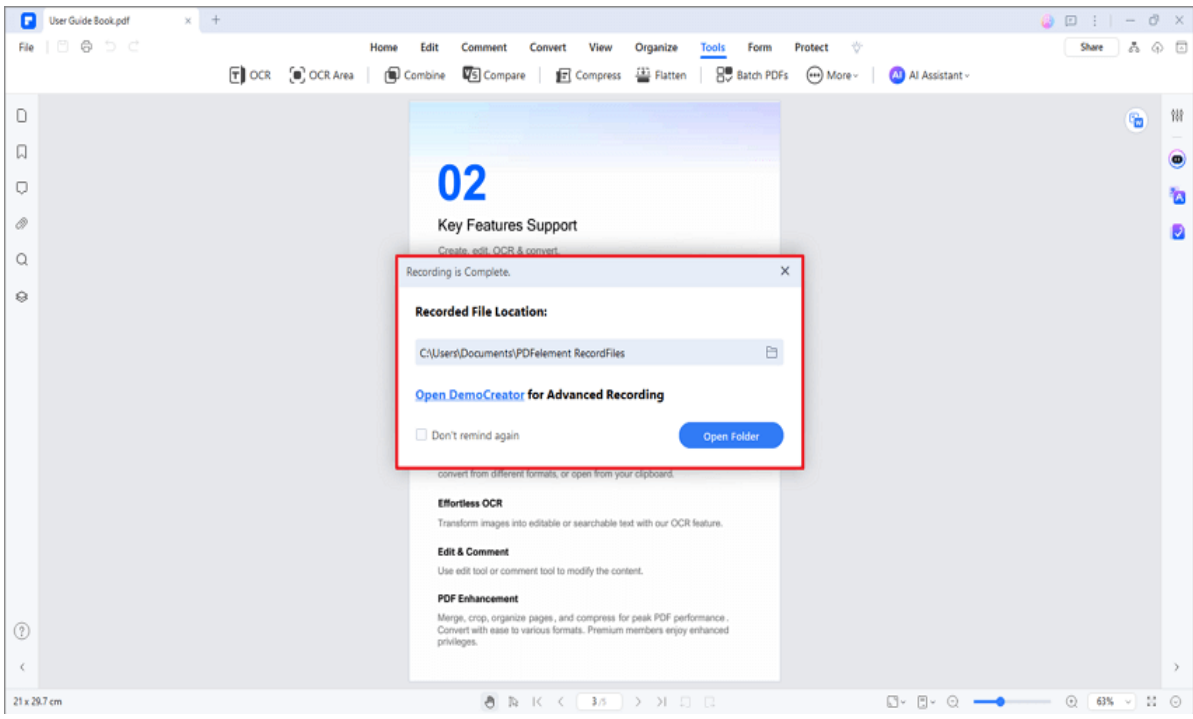 User Guide Book.pdf
File Home Edit Comment Convert View Organize Tools Form Protect Share
OCR OCR Area Combine Compare Compress Flatten Batch PDFs More AI AI Assistant
02
Key Features Support
Create, edit, OCR & convert.
Recording is Complete.
Recorded File Location:
C:\Users\Documents\PDFelement RecordFiles
Open DemoCreator for Advanced Recording
Don't remind again
Open Folder
convert from different formats, or open from your clipboard.
Effortless OCR
Transform images into editable or searchable text with our OCR feature.
Edit & Comment
Use edit tool or comment tool to modify the content.
PDF Enhancement
Merge, crop, organize pages, and compress for peak PDF performance.
Convert with ease to various formats. Premium members enjoy enhanced
privileges.
21 x 29.7 cm 3/5 63%